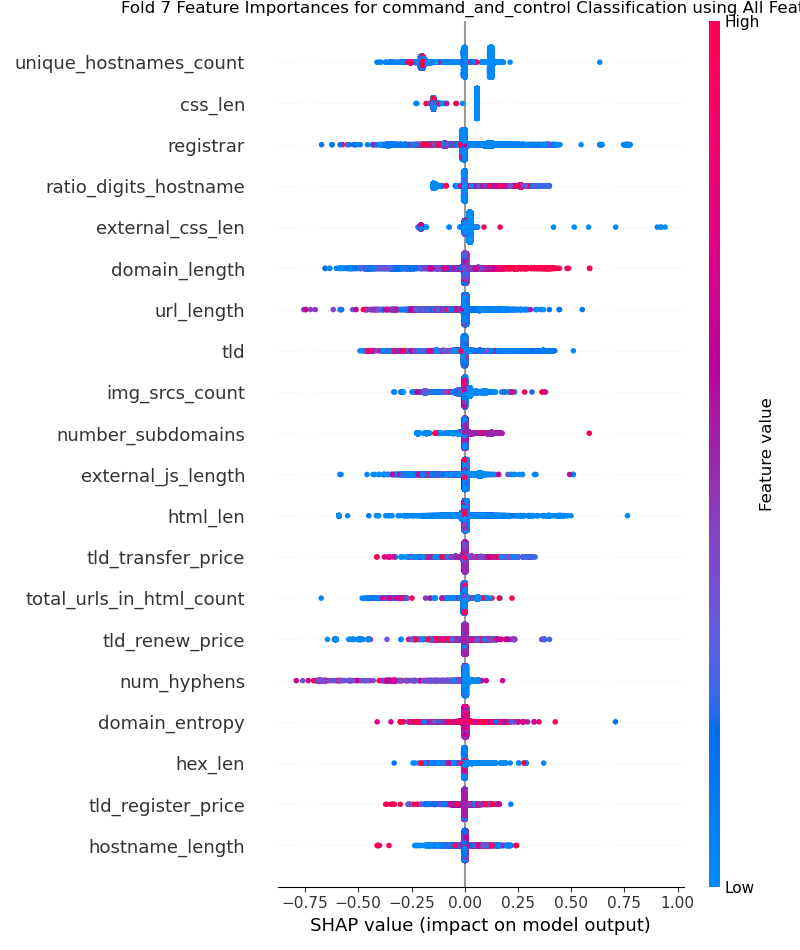 Fold 7 Feature Importances for command_and_control Classification using All
High
unique_hostnames_count
css_len
registrar
ratio_digits_hostname
external_css_len
domain_length
url_length
tld
img_srcs_count
number_subdomains
external_js_length
html_len
tld_transfer_price
total_urls_in_html_count
tld_renew_price
num_hyphens
domain_entropy
hex_len
tld_register_price
hostname_length
Feature value
Low
−0.75 −0.50 −0.25 0.00 0.25 0.50 0.75 1.00
SHAP value (impact on model output)